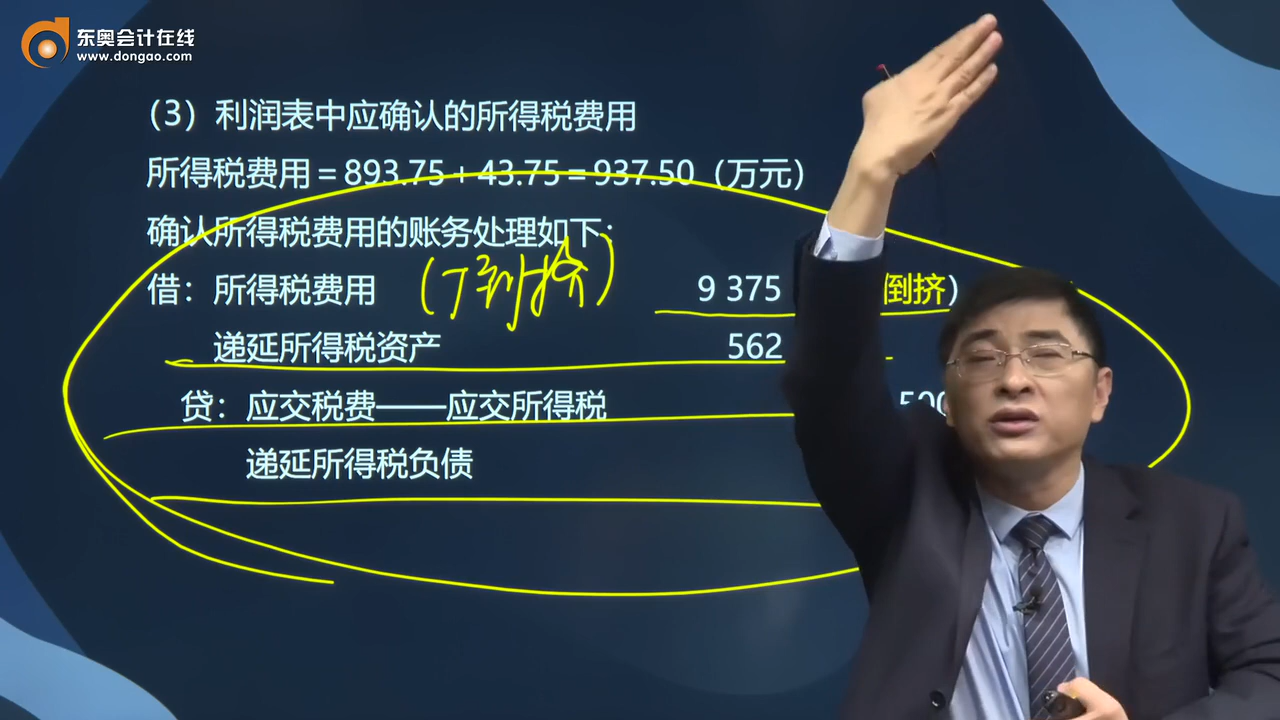 东奥会计在线
www.dongao.com
（3）利润表中应确认的所得税费用
所得税费用＝893.75＋43.75＝937.50（万元）
确认所得税费用的账务处理如下：
借：所得税费用 （倒挤） 9 375 倒挤）
递延所得税资产 562
贷：应交税费——应交所得税
递延所得税负债